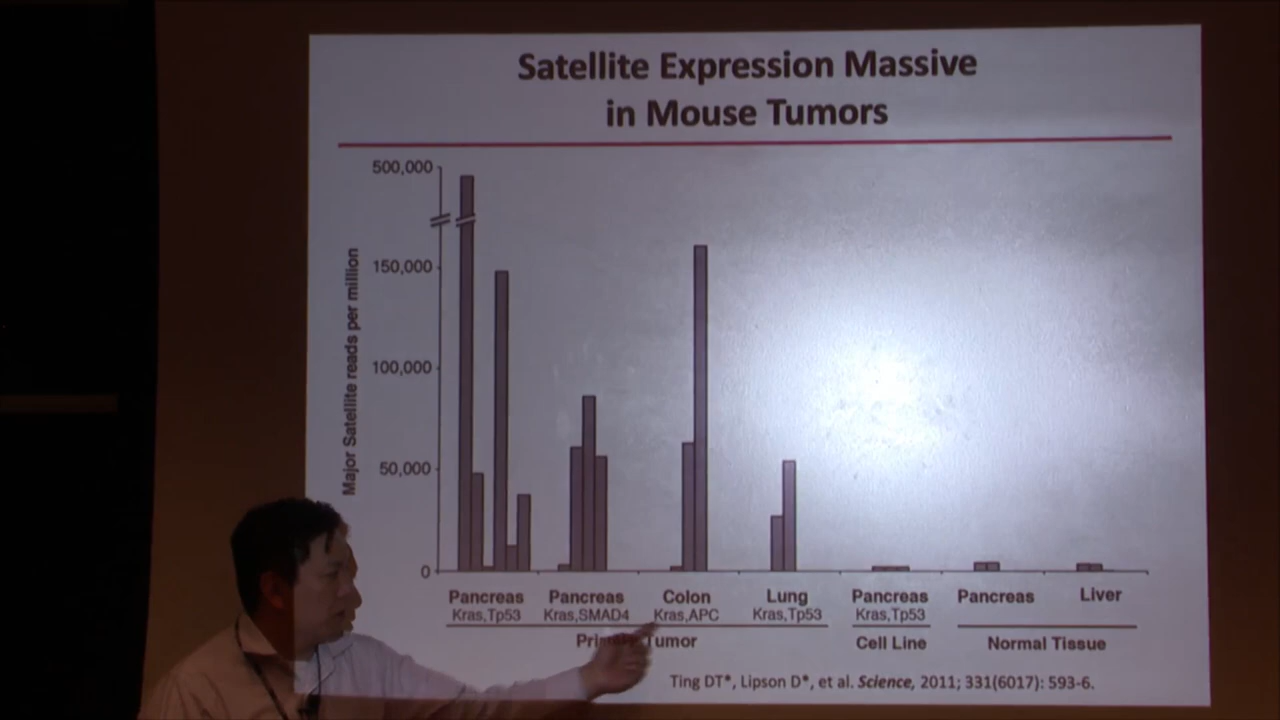 Satellite Expression Massive
in Mouse Tumors
500,000
150,000
100,000
50,000
0
Major Satellite reads per million
Pancreas
Kras,Tp53
Pancreas
Kras,SMAD4
Colon
Kras,APC
Lung
Kras,Tp53
Pancreas
Kras,Tp53
Pancreas
Liver
Primary Tumor
Cell Line
Normal Tissue
Ting DT*, Lipson D*, et al. Science, 2011; 331(6017): 593-6.